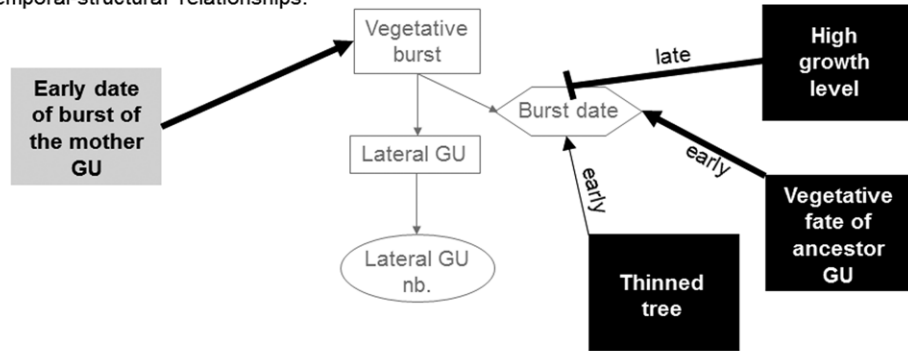 temporal structural relationships.
Vegetative
burst
High
growth
level
late
Early date
of burst of
the mother
GU
Burst date
Lateral GU
early
early
Vegetative
fate of
ancestor
GU
Lateral GU
nb.
Thinned
tree